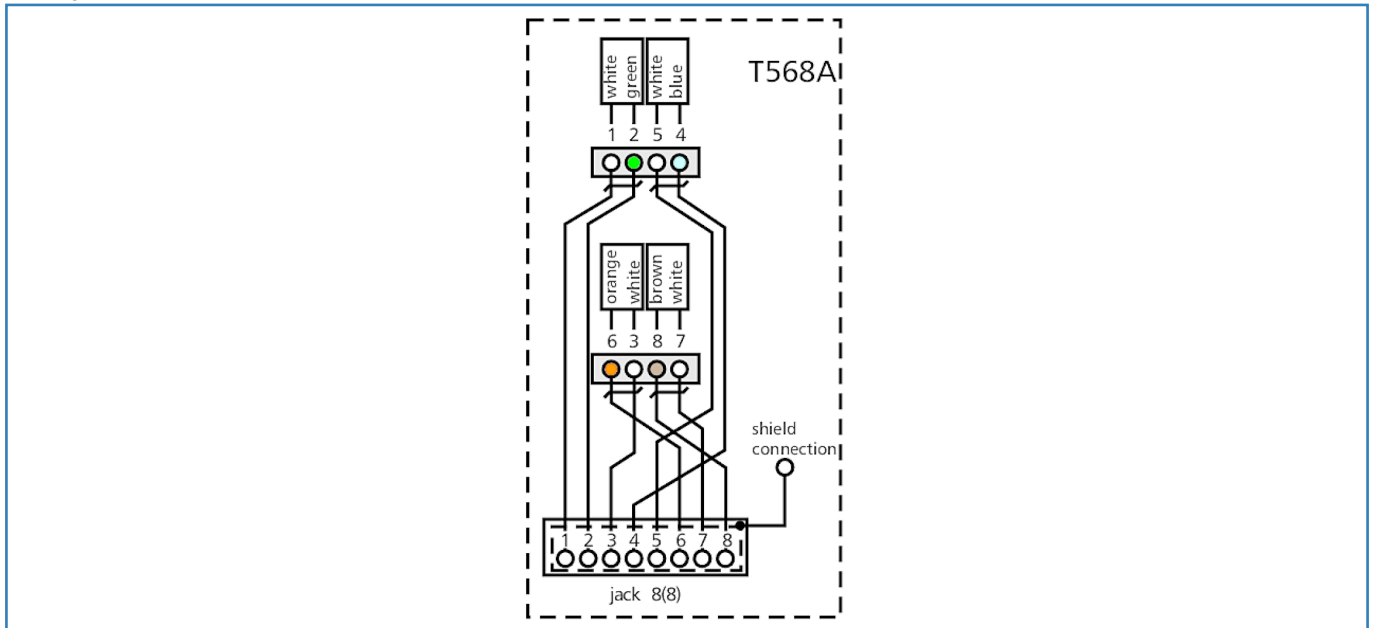 T568A
white
green
white
blue
1 2 5 4
orange
white
brown
white
6 3 8 7
shield
connection
1 2 3 4 5 6 7 8
jack 8(8)